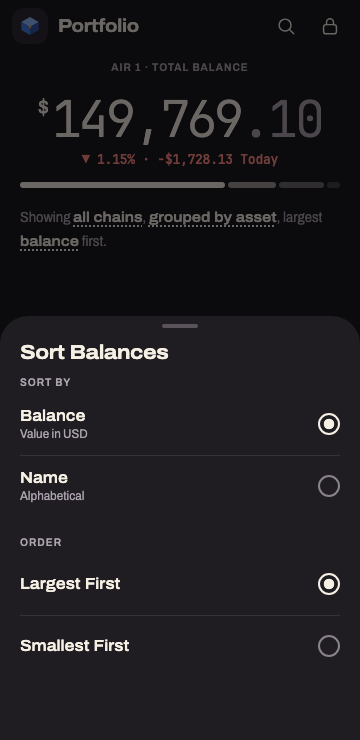 Portfolio
AIR 1 · TOTAL BALANCE
$149,769.10
▼ 1.15% · -$1,728.13 Today
Showing all chains, grouped by asset, largest
balance first.
Sort Balances
SORT BY
Balance
Value in USD
Name
Alphabetical
ORDER
Largest First
Smallest First